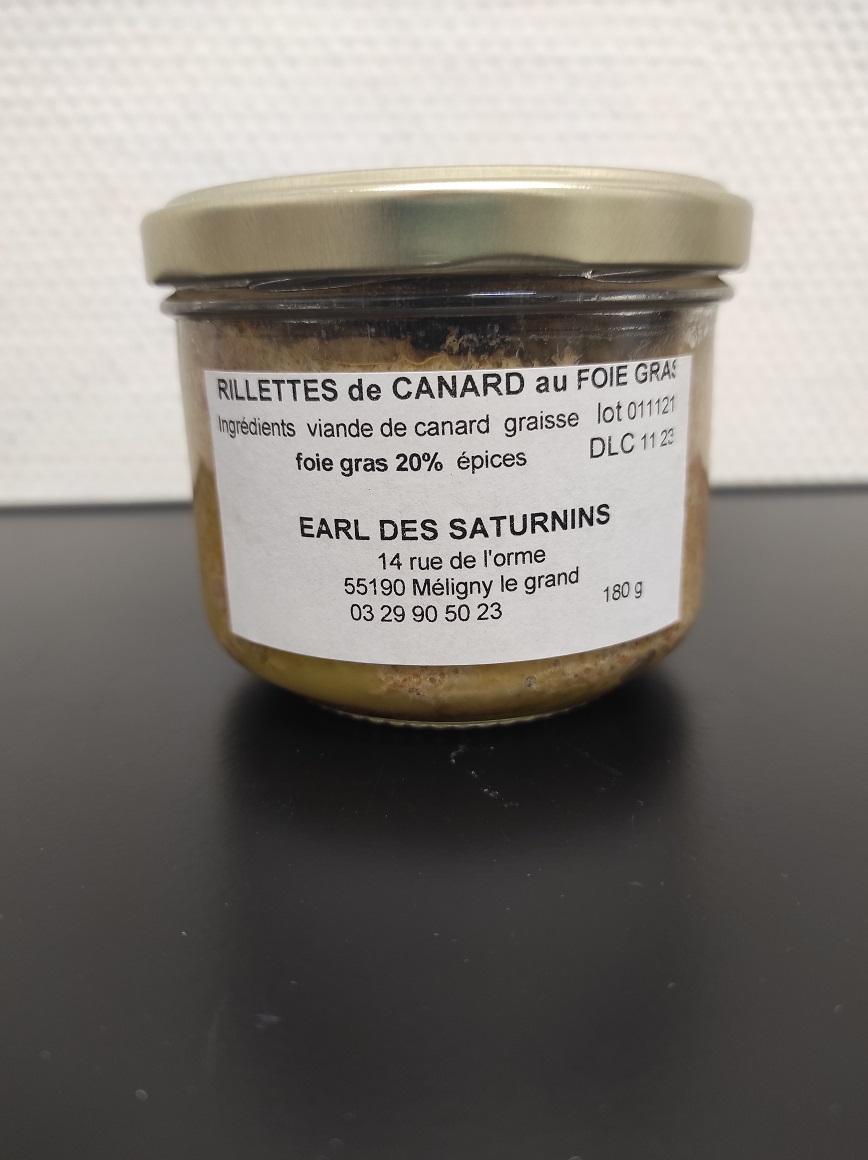 RILLETTES de CANARD au FOIE GRAS
Ingrédients viande de canard graisse lot 011121
foie gras 20% épices DLC 11 23
EARL DES SATURNINS
14 rue de l'orme
55190 Méligny le grand
180 g
03 29 90 50 23